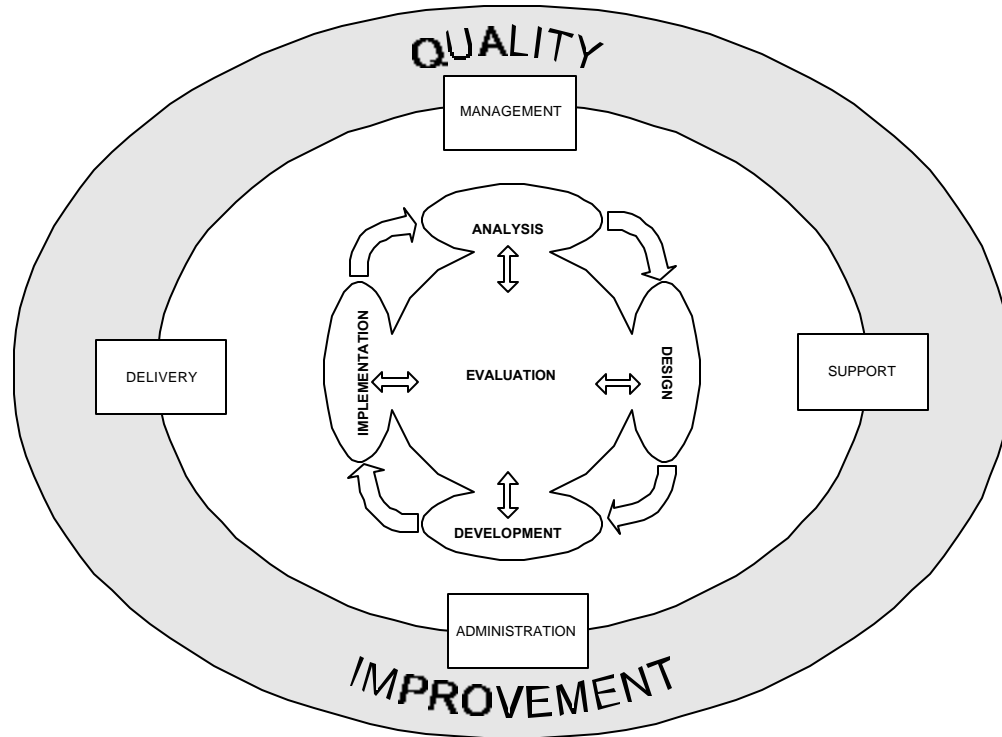 QUALITY
MANAGEMENT
ANALYSIS
IMPLEMENTATION
EVALUATION
DESIGN
DELIVERY
SUPPORT
DEVELOPMENT
ADMINISTRATION
IMPROVEMENT